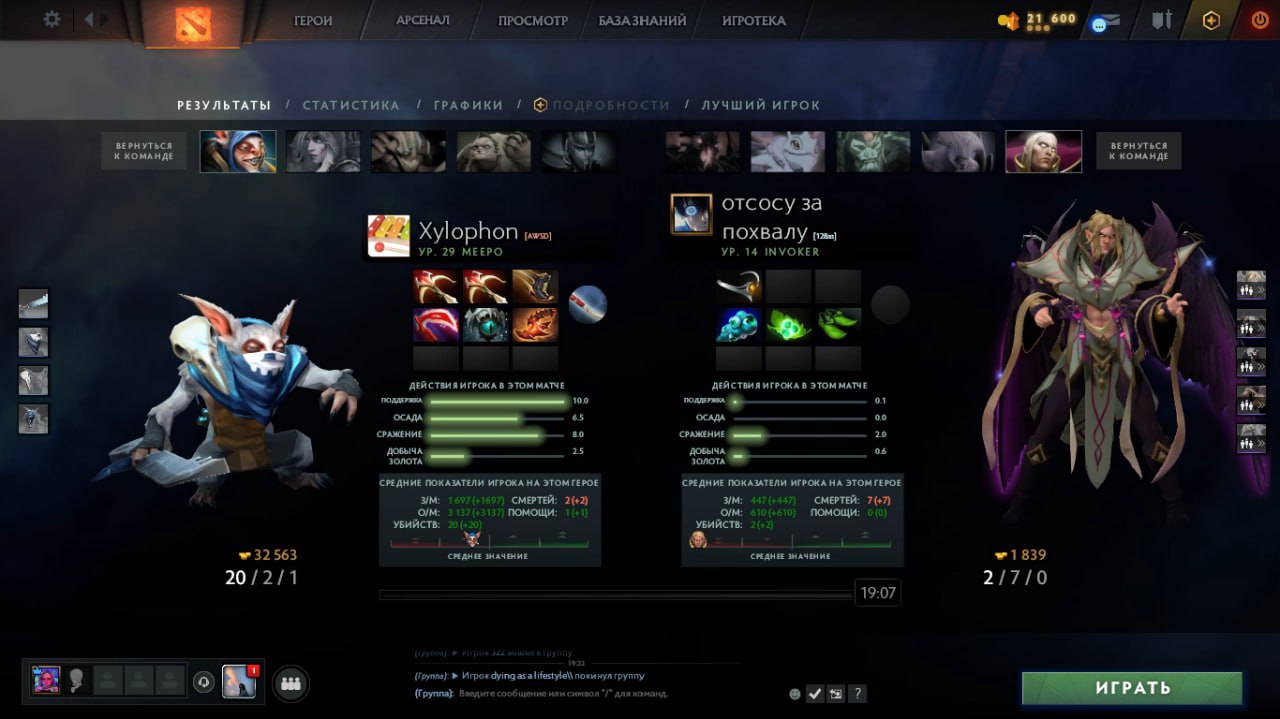 ГЕРОИ
АРСЕНАЛ
ПРОСМОТР
БАЗА ЗНАНИЙ
ИГРОТЕКА
21 600
РЕЗУЛЬТАТЫ / СТАТИСТИКА / ГРАФИКИ / ПОДРОБНОСТИ / ЛУЧШИЙ ИГРОК
ВЕРНУТЬСЯ
К КОМАНДЕ
ВЕРНУТЬСЯ
К КОМАНДЕ
Xylophon [AWSD]
УР. 29 MEEPO
ДЕЙСТВИЯ ИГРОКА В ЭТОМ МАТЧЕ
ПОДДЕРЖКА 10.0
ОСАДА 6.5
СРАЖЕНИЕ 8.0
ДОБЫЧА
ЗОЛОТА 2.5
СРЕДНИЕ ПОКАЗАТЕЛИ ИГРОКА НА ЭТОМ ГЕРОЕ
З/М: 1 697 (+1697) СМЕРТЕЙ: 2 (+2)
О/М: 3 137 (+3137) ПОМОЩИ: 1 (+1)
УБИЙСТВ: 20 (+20)
СРЕДНЕЕ ЗНАЧЕНИЕ
32 563
20 / 2 / 1
отсосу за
похвалу [128ms]
УР. 14 INVOKER
ДЕЙСТВИЯ ИГРОКА В ЭТОМ МАТЧЕ
ПОДДЕРЖКА 0.1
ОСАДА 0.0
СРАЖЕНИЕ 2.0
ДОБЫЧА
ЗОЛОТА 0.6
СРЕДНИЕ ПОКАЗАТЕЛИ ИГРОКА НА ЭТОМ ГЕРОЕ
З/М: 447 (+447) СМЕРТЕЙ: 7 (+7)
О/М: 610 (+610) ПОМОЩИ: 0 (0)
УБИЙСТВ: 2 (+2)
СРЕДНЕЕ ЗНАЧЕНИЕ
1 839
2 / 7 / 0
19:07
(Группа): ► Игрок 322 вошел в группу
19:22
(Группа): ► Игрок dying as a lifestyle\\ покинул группу
(Группа): Введите сообщение или символ "/" для команд.
1
?
ИГРАТЬ